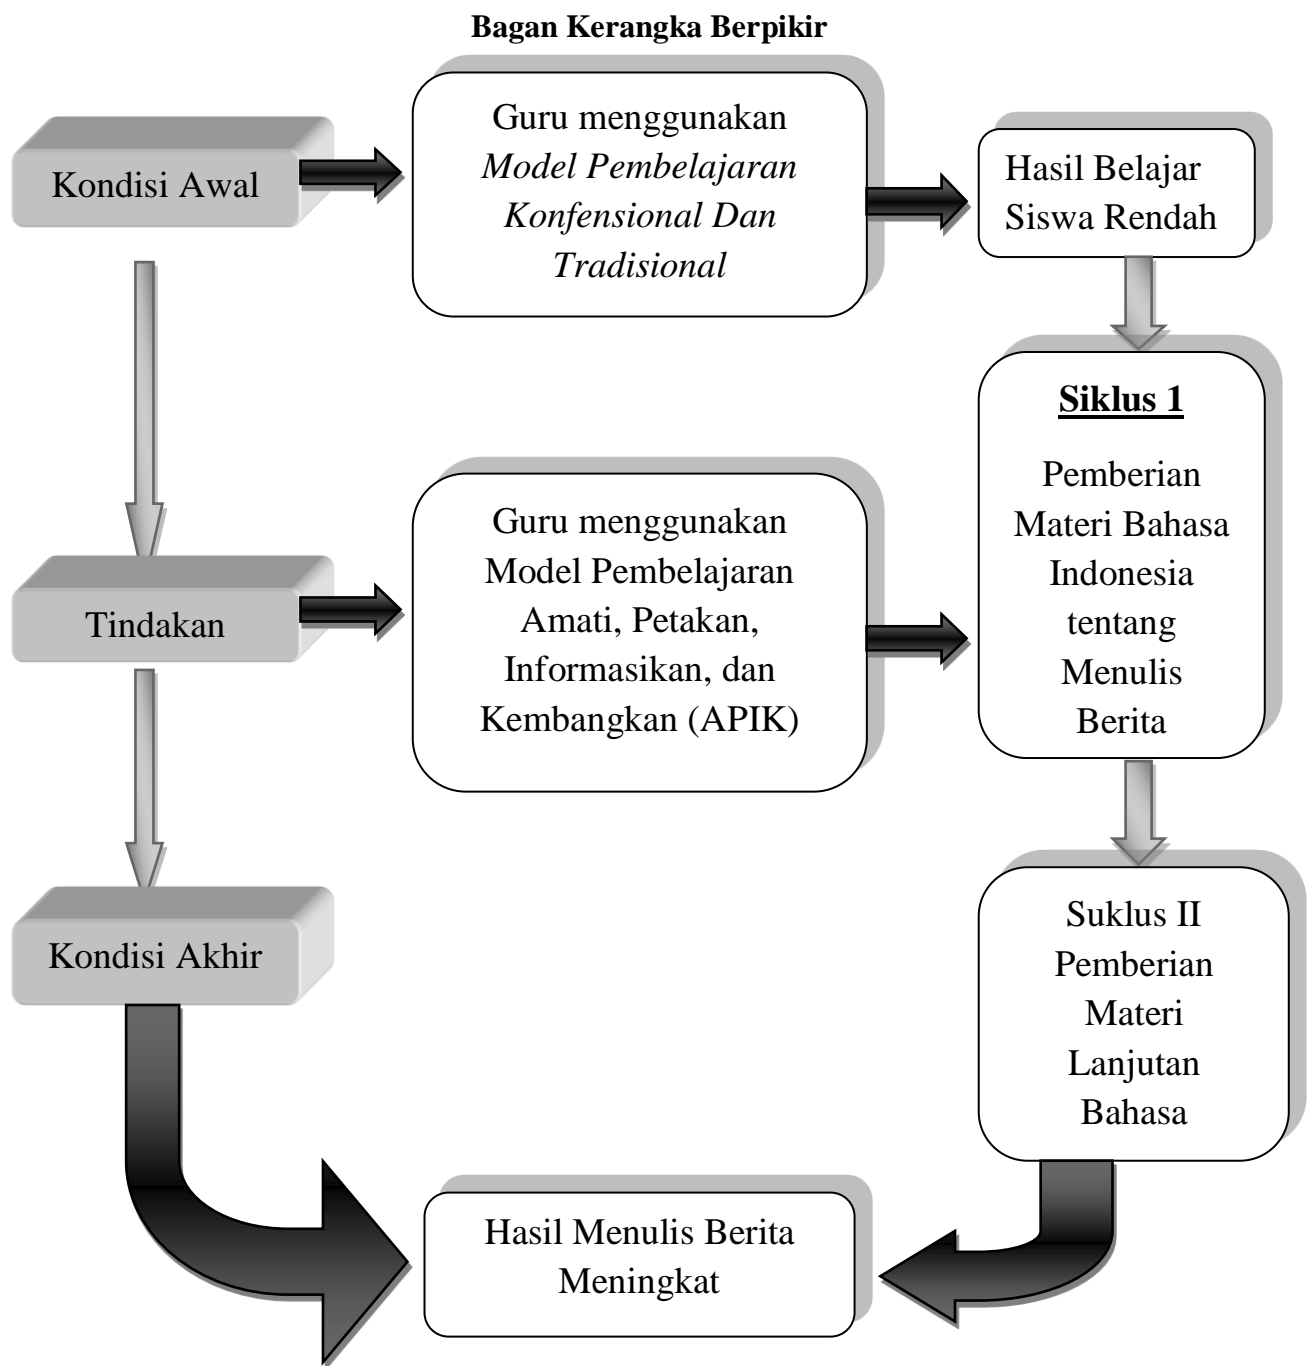 Bagan Kerangka Berpikir
Kondisi Awal
Guru menggunakan
Model Pembelajaran
Konfensional Dan
Tradisional
Hasil Belajar
Siswa Rendah
Tindakan
Guru menggunakan
Model Pembelajaran
Amati, Petakan,
Informasikan, dan
Kembangkan (APIK)
Siklus 1
Pemberian
Materi Bahasa
Indonesia
tentang
Menulis
Berita
Kondisi Akhir
Suklus II
Pemberian
Materi
Lanjutan
Bahasa
Hasil Menulis Berita
Meningkat